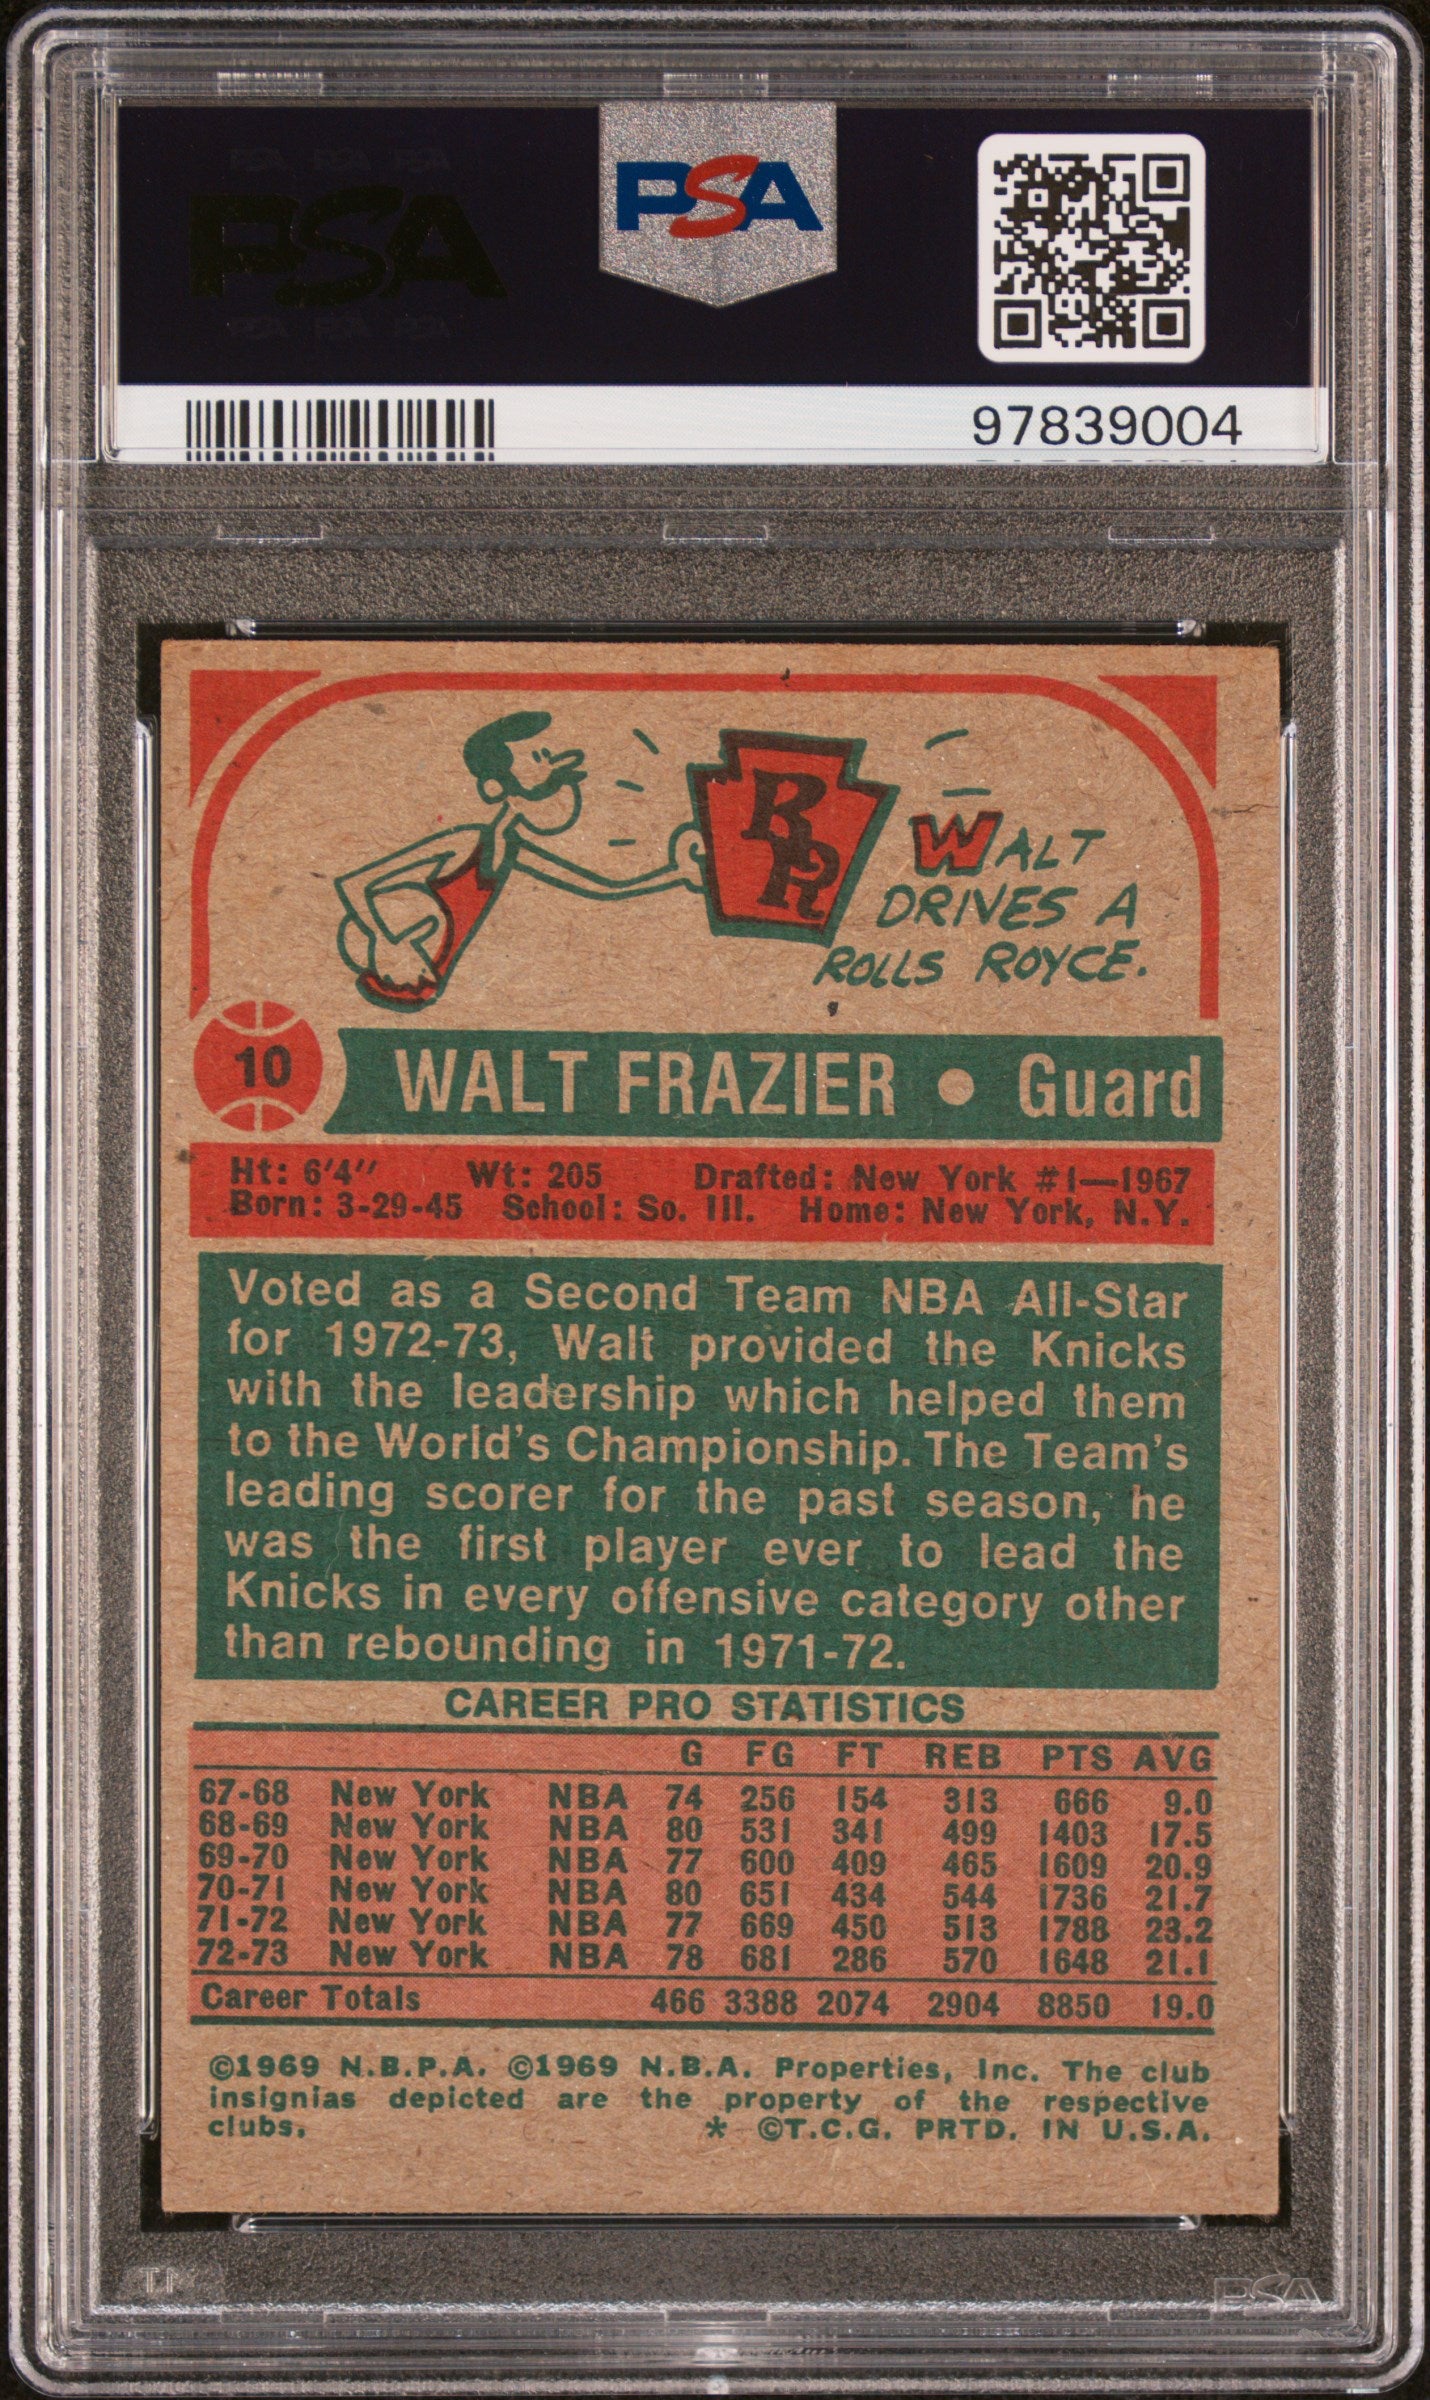 PSA
PSA
97839004
RR
WALT
DRIVES A
ROLLS ROYCE.
10
WALT FRAZIER • Guard
Ht: 6'4" Wt: 205 Drafted: New York #1—1967
Born: 3-29-45 School: So. Ill. Home: New York, N.Y.
Voted as a Second Team NBA All-Star
for 1972-73, Walt provided the Knicks
with the leadership which helped them
to the World's Championship. The Team's
leading scorer for the past season, he
was the first player ever to lead the
Knicks in every offensive category other
than rebounding in 1971-72.
CAREER PRO STATISTICS
G FG FT REB PTS AVG
67-68 New York NBA 74 256 154 313 666 9.0
68-69 New York NBA 80 531 341 499 1403 17.5
69-70 New York NBA 77 600 409 465 1609 20.9
70-71 New York NBA 80 651 434 544 1736 21.7
71-72 New York NBA 77 669 450 513 1788 23.2
72-73 New York NBA 78 681 286 570 1648 21.1
Career Totals 466 3388 2074 2904 8850 19.0
©1969 N.B.P.A. ©1969 N.B.A. Properties, Inc. The club
insignias depicted are the property of the respective
clubs. * ©T.C.G. PRTD. IN U.S.A.
PSA